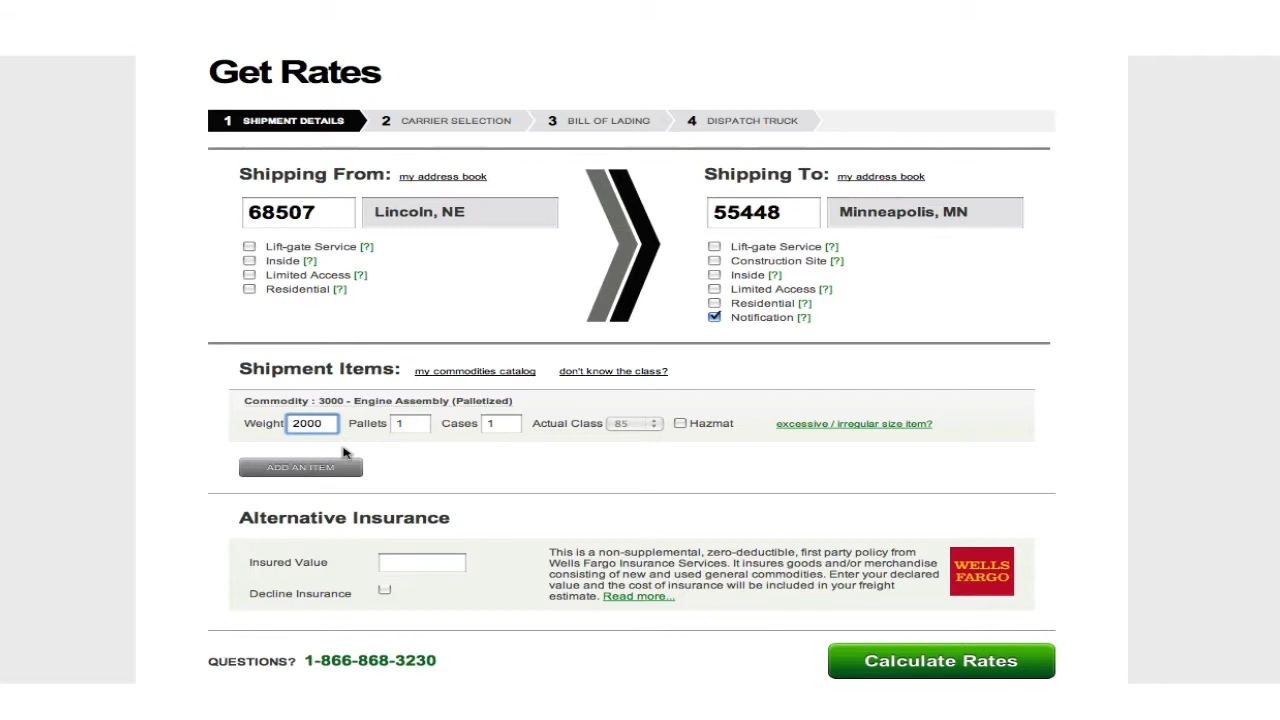 Get Rates
1 SHIPMENT DETAILS 2 CARRIER SELECTION 3 BILL OF LADING 4 DISPATCH TRUCK
Shipping From: my address book
68507 Lincoln, NE
Lift-gate Service [?]
Inside [?]
Limited Access [?]
Residential [?]
Shipping To: my address book
55448 Minneapolis, MN
Lift-gate Service [?]
Construction Site [?]
Inside [?]
Limited Access [?]
Residential [?]
Notification [?]
Shipment Items: my commodities catalog don't know the class?
Commodity : 3000 - Engine Assembly (Palletized)
Weight 2000 Pallets 1 Cases 1 Actual Class 85 Hazmat excessive / irregular size item?
ADD AN ITEM
Alternative Insurance
Insured Value
Decline Insurance
This is a non-supplemental, zero-deductible, first party policy from
Wells Fargo Insurance Services. It insures goods and/or merchandise
consisting of new and used general commodities. Enter your declared
value and the cost of insurance will be included in your freight
estimate. Read more...
WELLS
FARGO
QUESTIONS? 1-866-868-3230
Calculate Rates